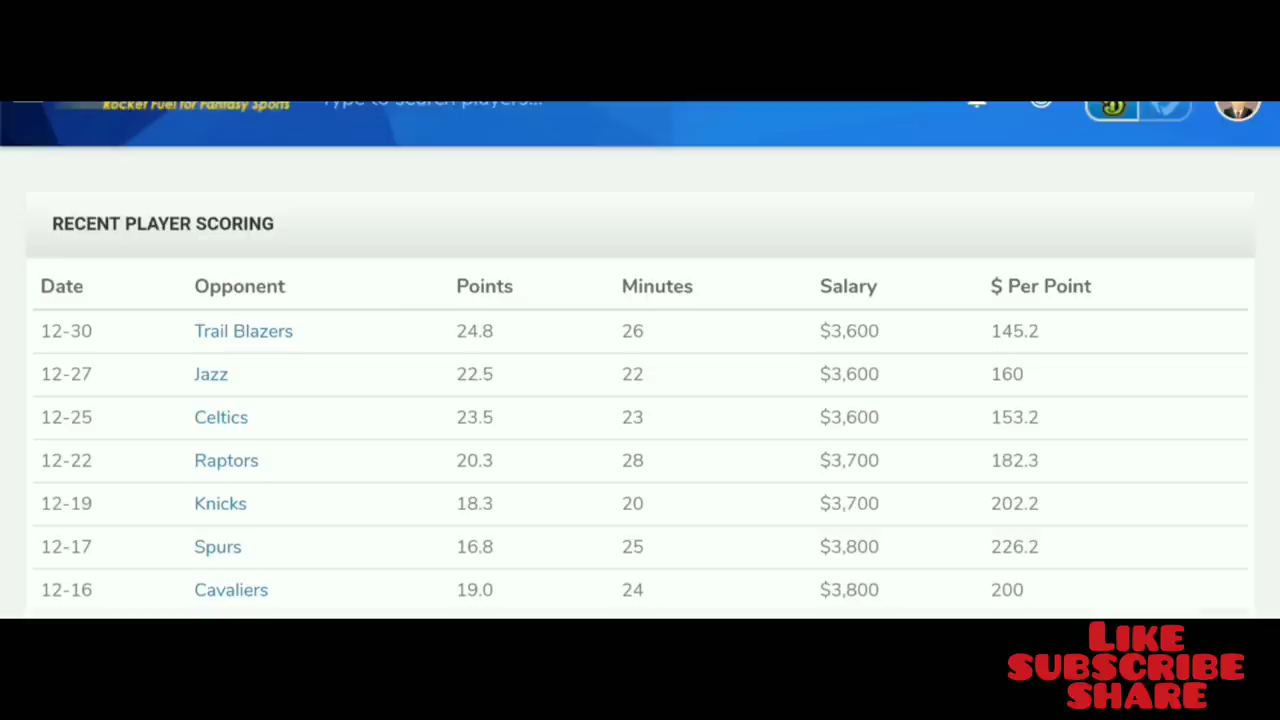 Rocket Fuel for Fantasy Sports
Type to search players...
RECENT PLAYER SCORING
Date Opponent Points Minutes Salary $ Per Point
12-30 Trail Blazers 24.8 26 $3,600 145.2
12-27 Jazz 22.5 22 $3,600 160
12-25 Celtics 23.5 23 $3,600 153.2
12-22 Raptors 20.3 28 $3,700 182.3
12-19 Knicks 18.3 20 $3,700 202.2
12-17 Spurs 16.8 25 $3,800 226.2
12-16 Cavaliers 19.0 24 $3,800 200
LIKE
SUBSCRIBE
SHARE